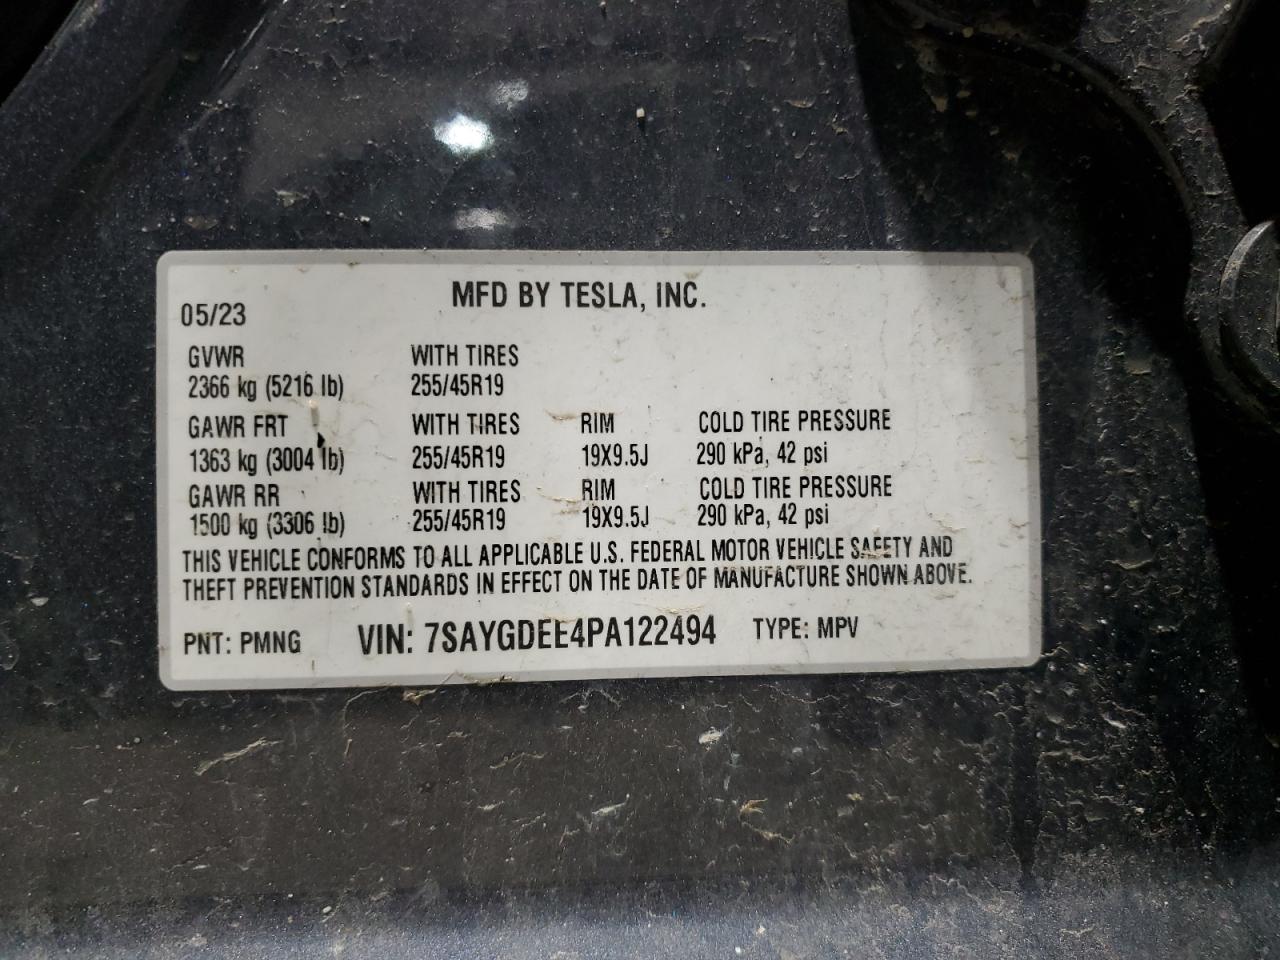 MFD BY TESLA, INC.
05/23
GVWR WITH TIRES
2366 kg (5216 lb) 255/45R19
GAWR FRT WITH TIRES RIM COLD TIRE PRESSURE
1363 kg (3004 lb) 255/45R19 19X9.5J 290 kPa, 42 psi
GAWR RR WITH TIRES RIM COLD TIRE PRESSURE
1500 kg (3306 lb) 255/45R19 19X9.5J 290 kPa, 42 psi
THIS VEHICLE CONFORMS TO ALL APPLICABLE U.S. FEDERAL MOTOR VEHICLE SAFETY AND
THEFT PREVENTION STANDARDS IN EFFECT ON THE DATE OF MANUFACTURE SHOWN ABOVE.
PNT: PMNG VIN: 7SAYGDEE4PA122494 TYPE: MPV